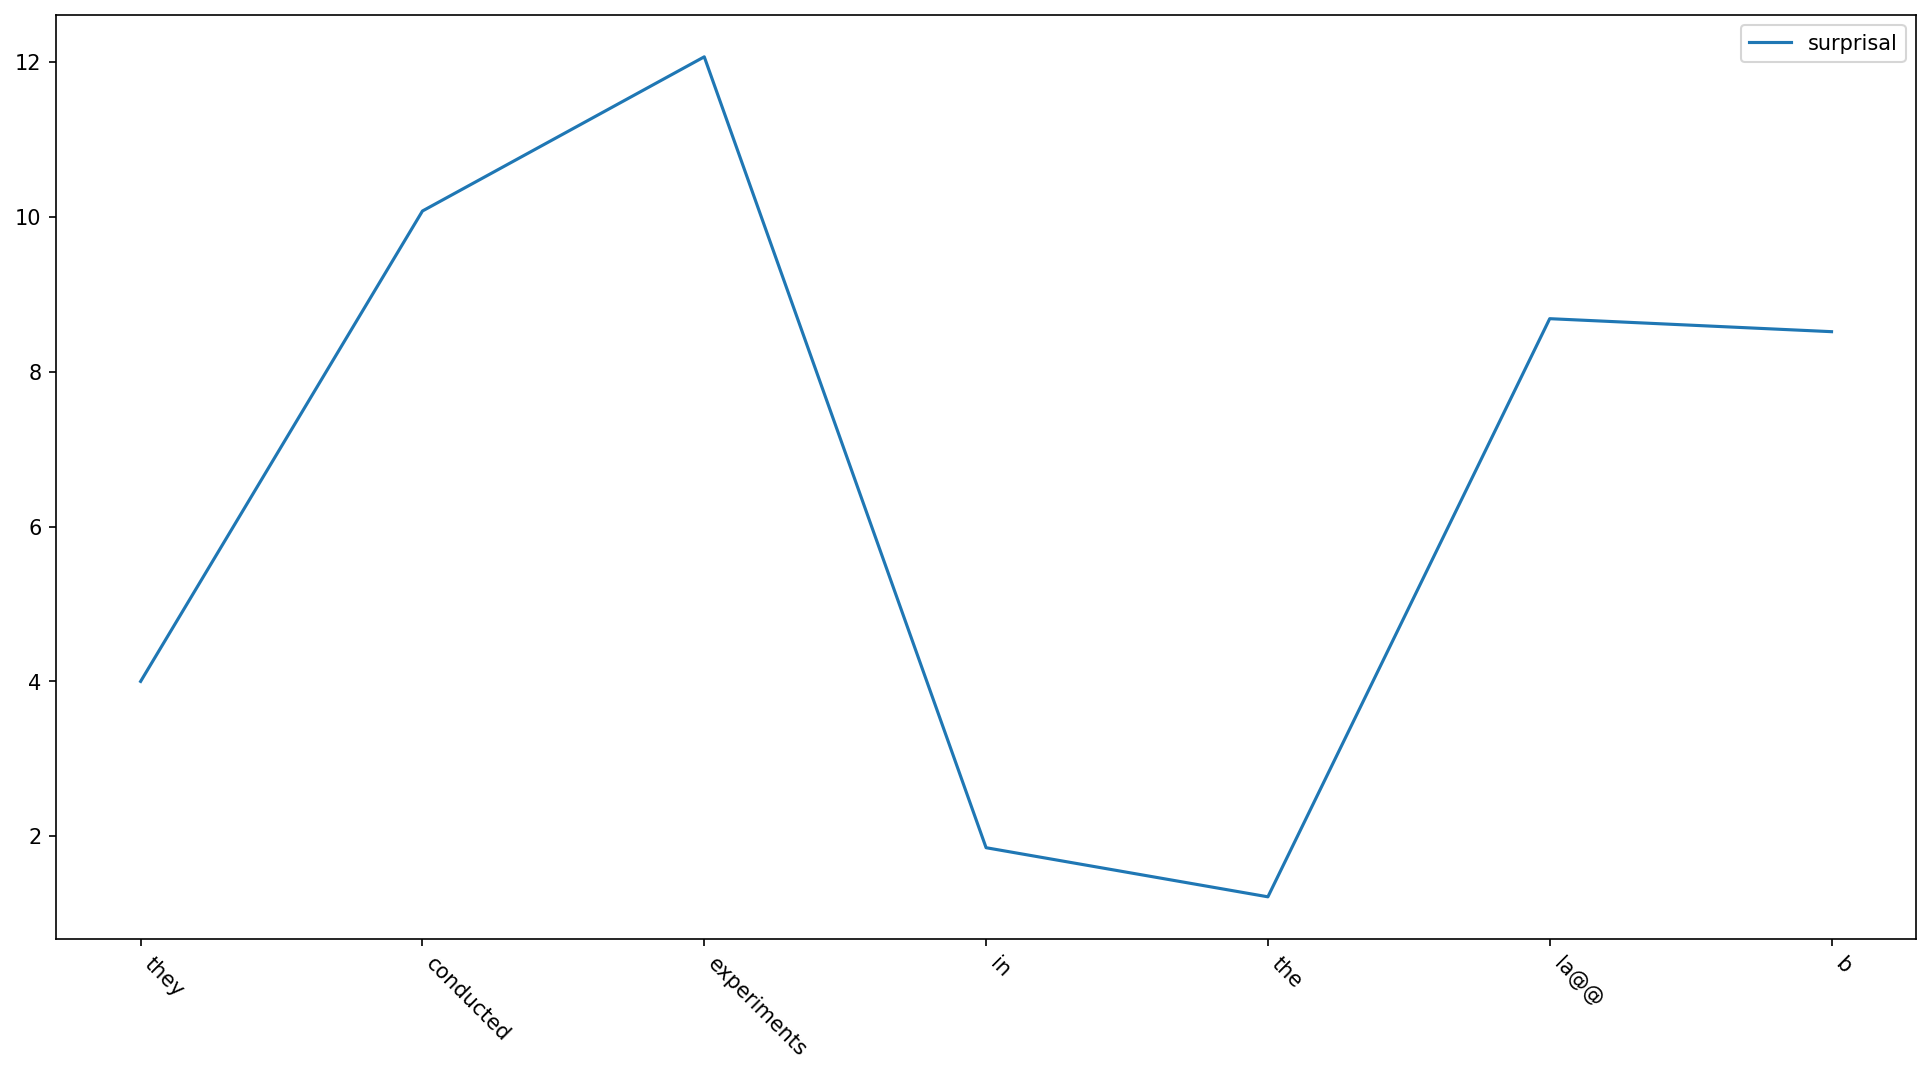 surprisal
12
10
8
6
4
2
they
conducted
experiments
in
the
la@@
b